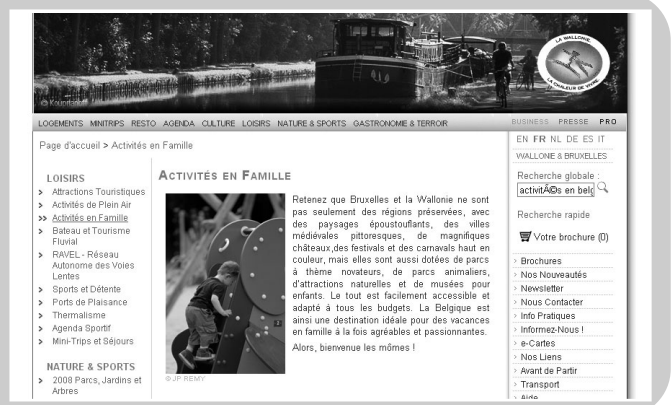 LA WALLONIE,
LA CHALEUR DE VIVRE
LOGEMENTS MINITRIPS RESTO AGENDA CULTURE LOISIRS NATURE & SPORTS GASTRONOMIE & TERROIR
BUSINESS PRESSE PRO
Page d'accueil > Activités en Famille
EN FR NL DE ES IT
WALLONIE & BRUXELLES
LOISIRS
Attractions Touristiques
Activités de Plein Air
Activités en Famille
Bateau et Tourisme
Fluvial
RAVEL - Réseau
Autonome des Voies
Lentes
Sports et Détente
Ports de Plaisance
Thermalisme
Agenda Sportif
Mini-Trips et Séjours
NATURE & SPORTS
2008 Parcs, Jardins et
Arbres
ACTIVITÉS EN FAMILLE
Retenez que Bruxelles et la Wallonie ne sont
pas seulement des régions préservées, avec
des paysages époustouflants, des villes
médiévales pittoresques, de magnifiques
châteaux,des festivals et des carnavals haut en
couleur, mais elles sont aussi dotées de parcs
à thème novateurs, de parcs animaliers,
d'attractions naturelles et de musées pour
enfants. Le tout est facilement accessible et
adapté à tous les budgets. La Belgique est
ainsi une destination idéale pour des vacances
en famille à la fois agréables et passionnantes.
Alors, bienvenue les mômes !
© JP REMY
Recherche globale :
activitÃ©s en belg
Recherche rapide
Votre brochure (0)
Brochures
Nos Nouveautés
Newsletter
Nous Contacter
Info Pratiques
Informez-Nous !
e-Cartes
Nos Liens
Avant de Partir
Transport
Aide